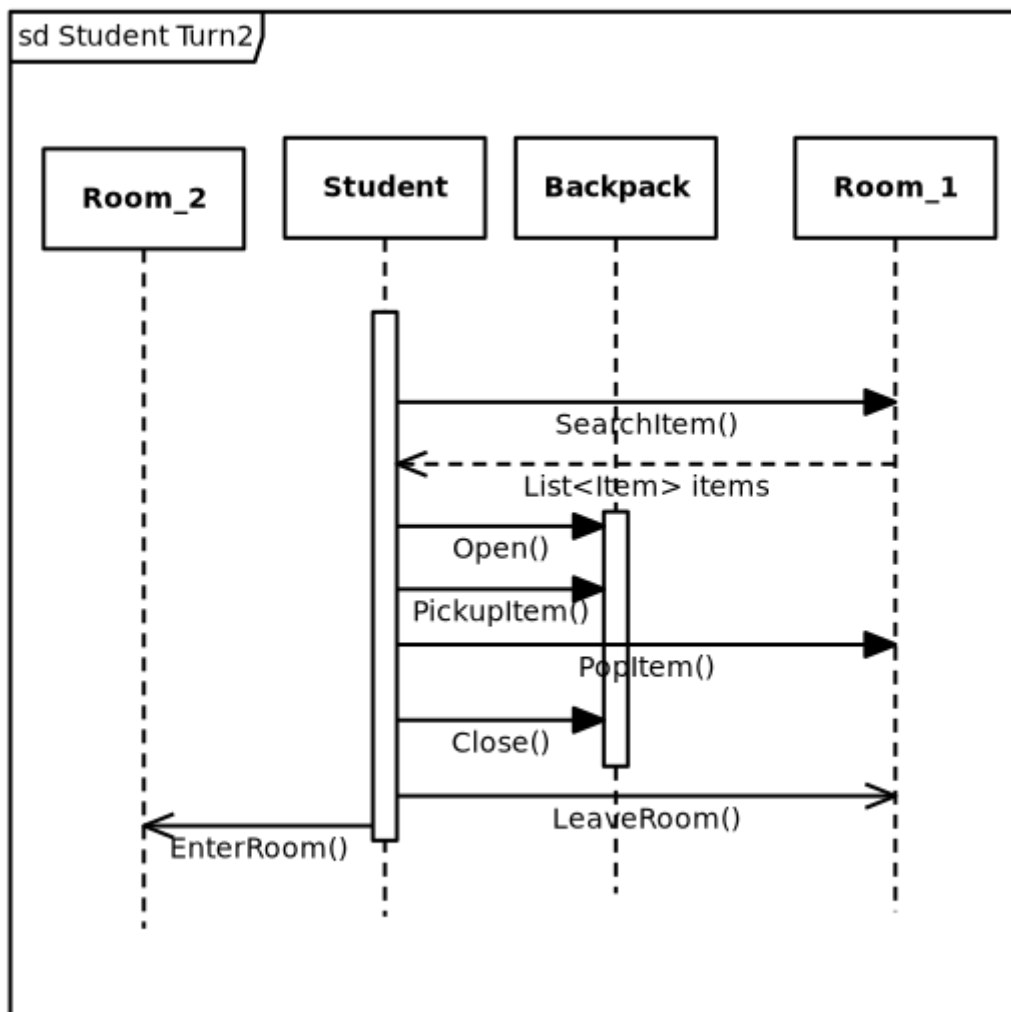 sd Student Turn2
Room_2
Student
Backpack
Room_1
SearchItem()
List<Item> items
Open()
PickupItem()
PopItem()
Close()
LeaveRoom()
EnterRoom()